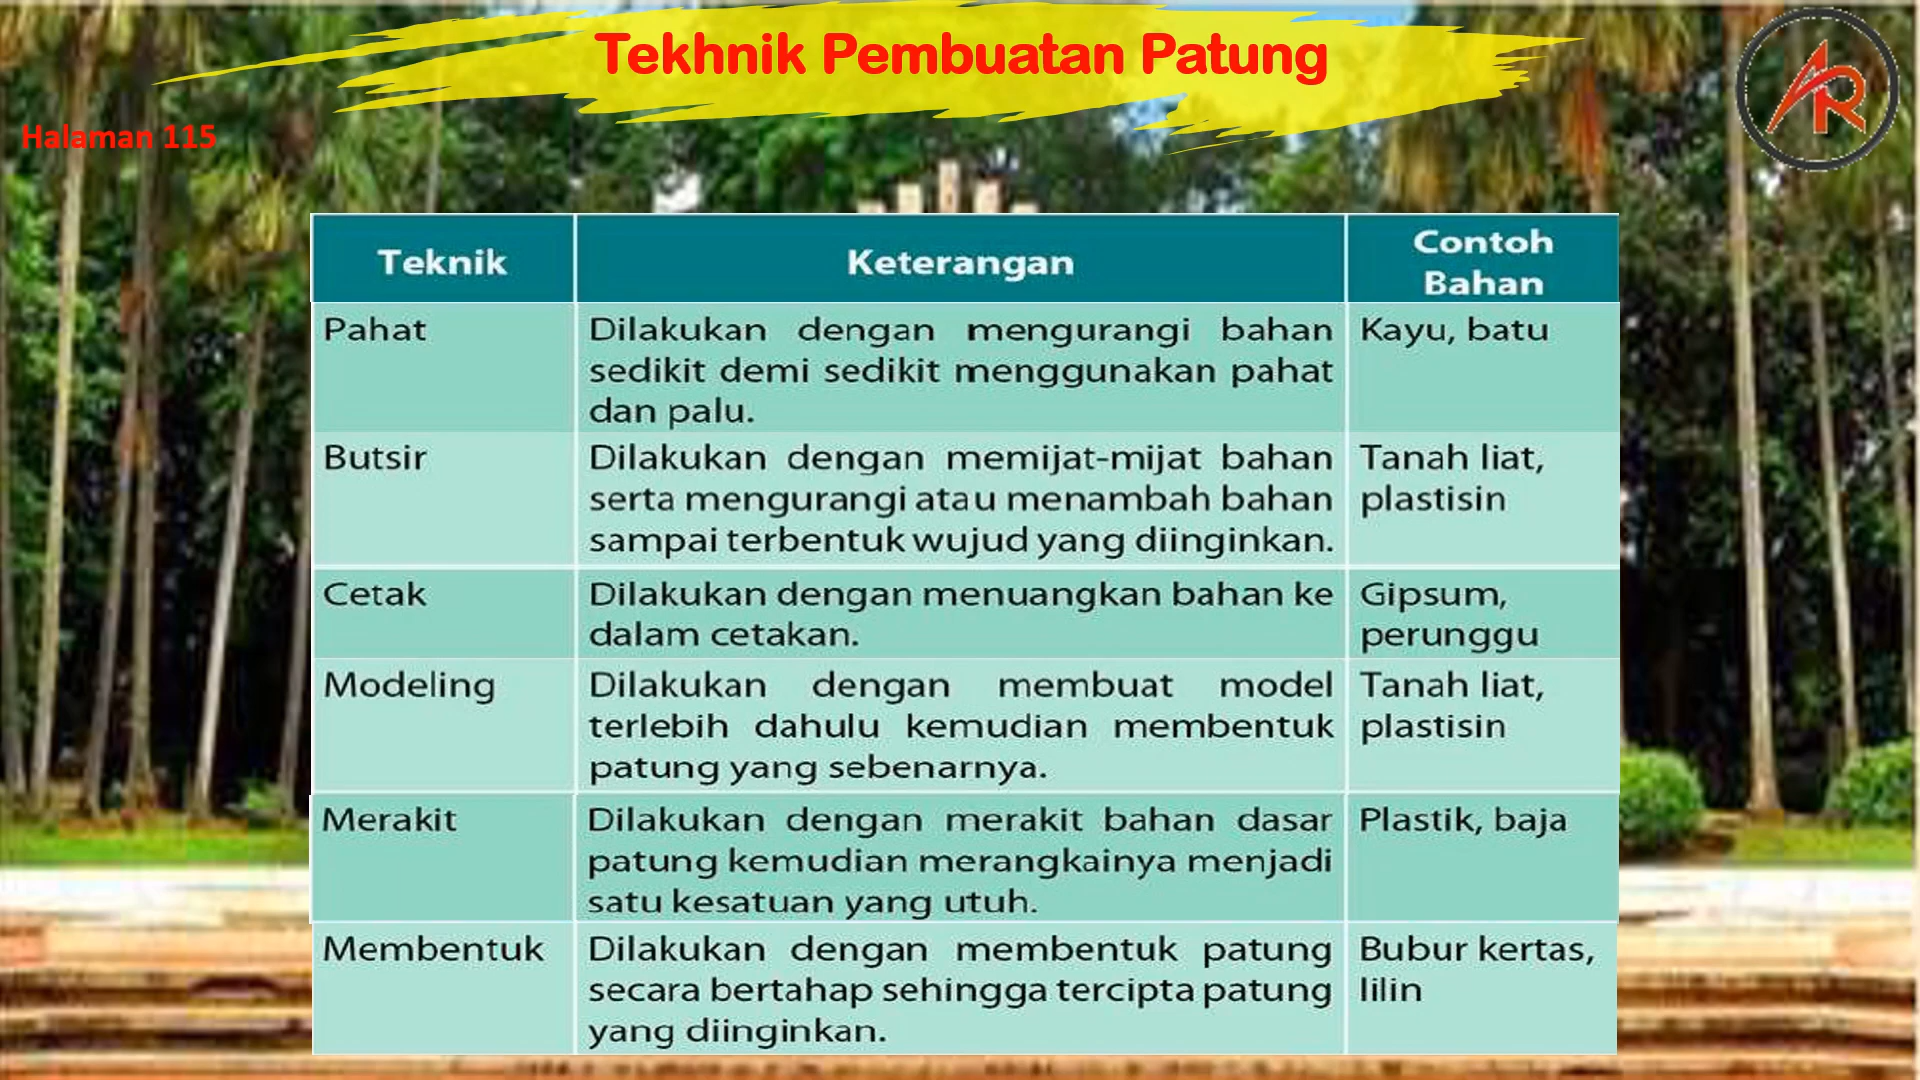 Tekhnik Pembuatan Patung
AR
Halaman 115
Teknik
Keterangan
Contoh
Bahan
Pahat
Dilakukan dengan mengurangi bahan
sedikit demi sedikit menggunakan pahat
dan palu.
Kayu, batu
Butsir
Dilakukan dengan memijat-mijat bahan
serta mengurangi atau menambah bahan
sampai terbentuk wujud yang diinginkan.
Tanah liat,
plastisin
Cetak
Dilakukan dengan menuangkan bahan ke
dalam cetakan.
Gipsum,
perunggu
Modeling
Dilakukan dengan membuat model
terlebih dahulu kemudian membentuk
patung yang sebenarnya.
Tanah liat,
plastisin
Merakit
Dilakukan dengan merakit bahan dasar
patung kemudian merangkainya menjadi
satu kesatuan yang utuh.
Plastik, baja
Membentuk
Dilakukan dengan membentuk patung
secara bertahap sehingga tercipta patung
yang diinginkan.
Bubur kertas,
lilin